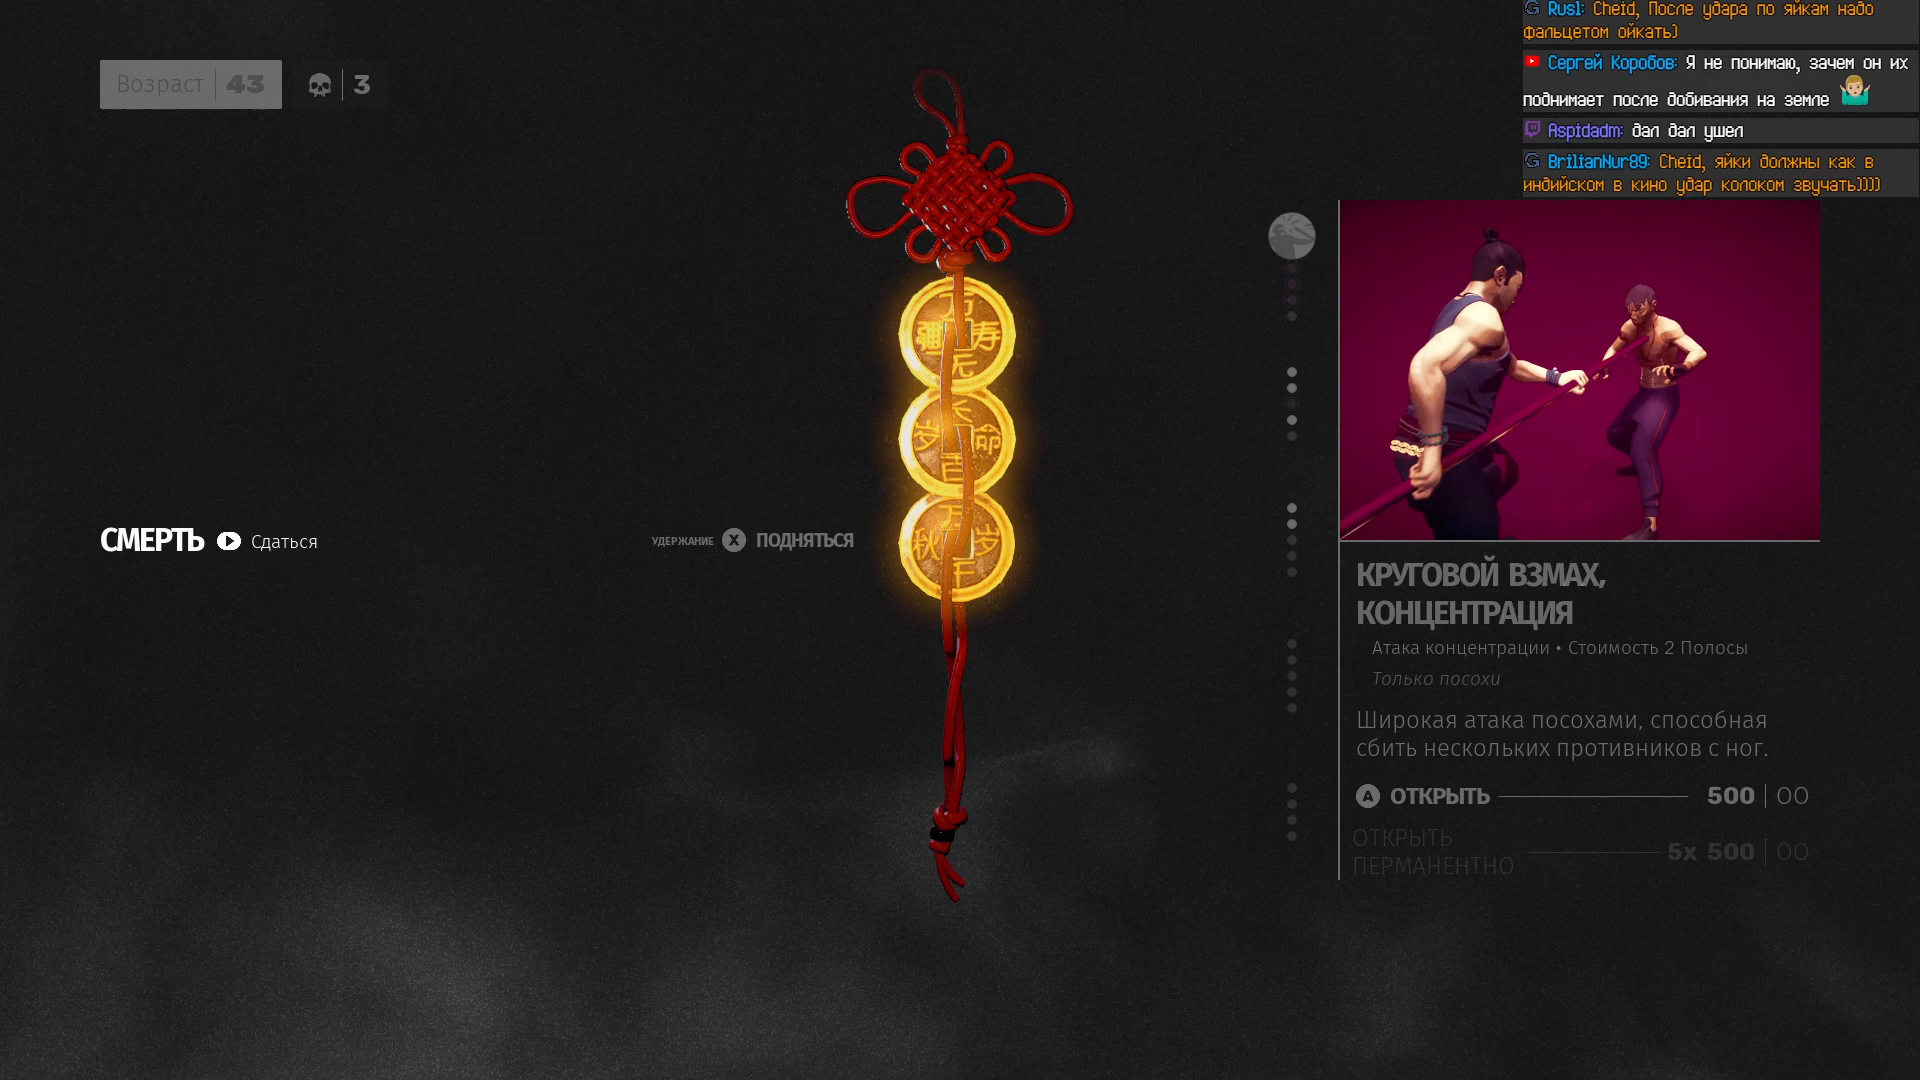 Возраст 43 3
Rusl: Cheid, После удара по яйкам надо
фальцетом ойкать)
Сергей Коробов: Я не понимаю, зачем он их
поднимает после добивания на земле
Aspidadm: дал дал ушел
BrilianNur89: Cheid, яйки должны как в
индийском в кино удар колоком звучать))))
СМЕРТЬ Сдаться
УДЕРЖАНИЕ X ПОДНЯТЬСЯ
КРУГОВОЙ ВЗМАХ,
КОНЦЕНТРАЦИЯ
Атака концентрации • Стоимость 2 Полосы
Только посохи
Широкая атака посохами, способная
сбить нескольких противников с ног.
A ОТКРЫТЬ 500 | 00
ОТКРЫТЬ
ПЕРМАНЕНТНО 5x 500 | 00